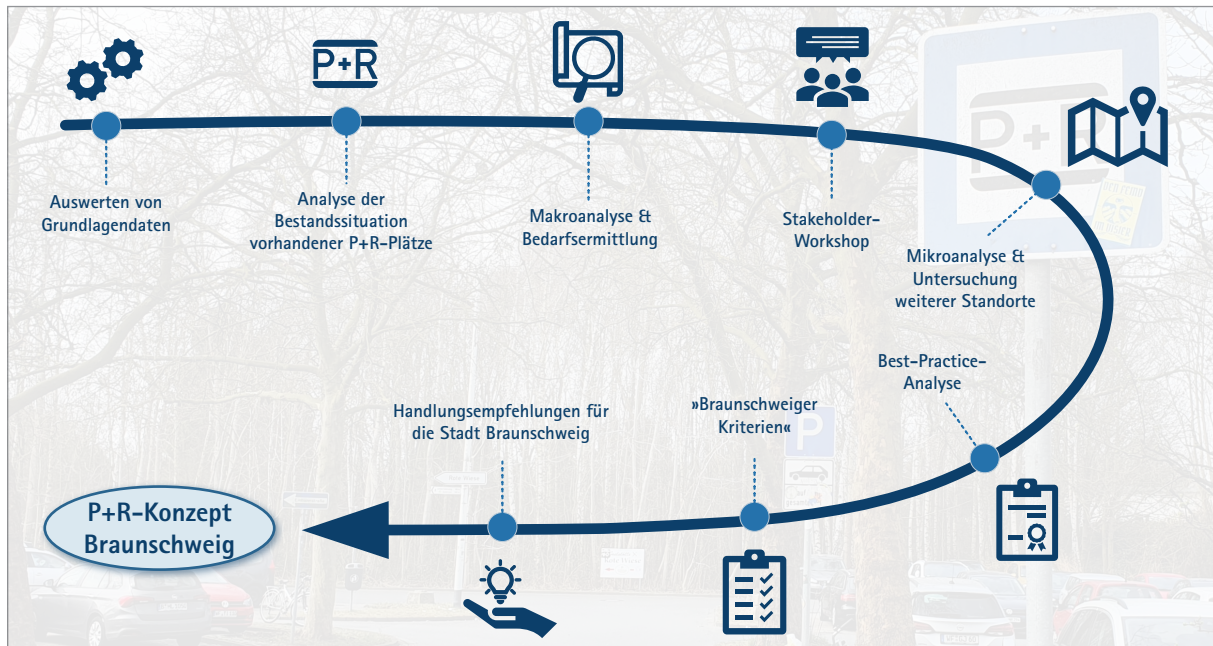 P+R
P+R
Auswerten von
Grundlagendaten
Analyse der
Bestandssituation
vorhandener P+R-Plätze
Makroanalyse &
Bedarfsermittlung
Stakeholder-
Workshop
Mikroanalyse &
Untersuchung
weiterer Standorte
Best-Practice-
Analyse
»Braunschweiger
Kriterien«
P
Handlungsempfehlungen für
die Stadt Braunschweig
P+R-Konzept
Braunschweig